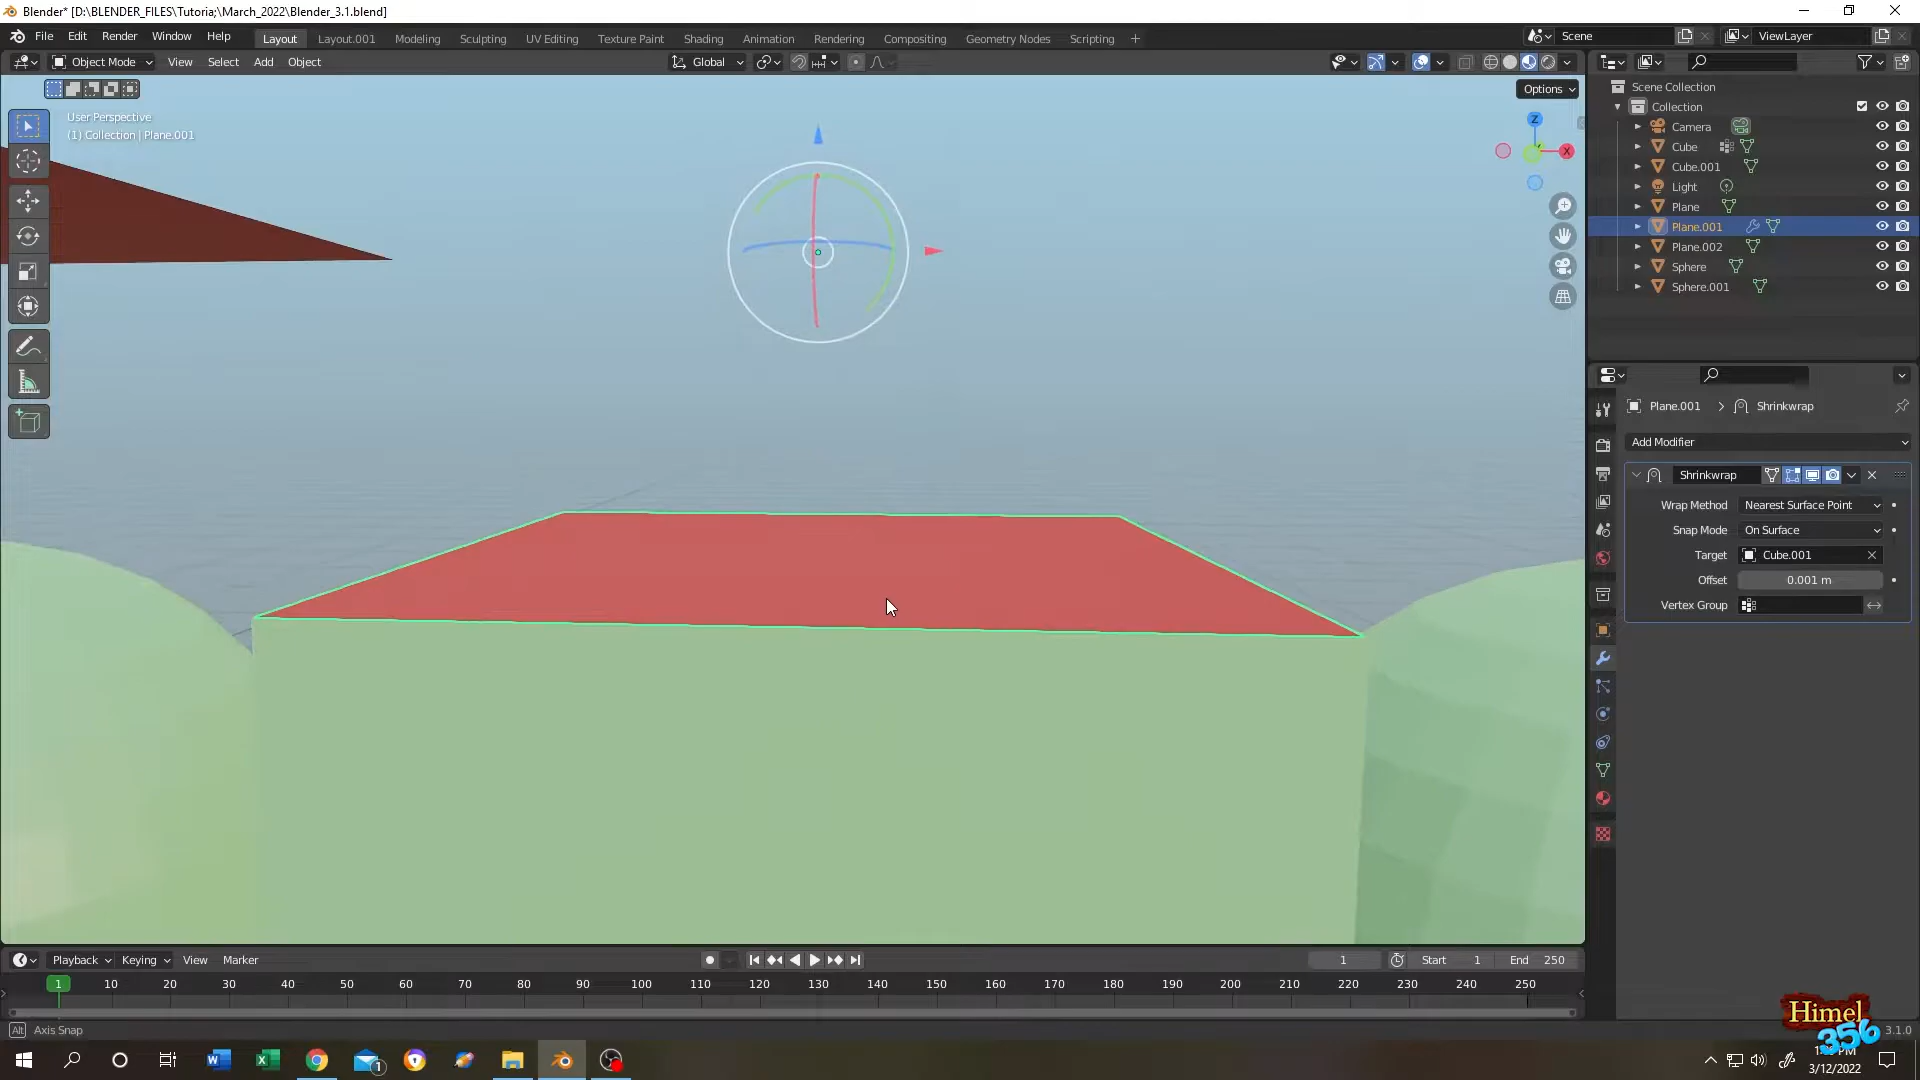 Blender* [D:\BLENDER_FILES\Tutoria;\March_2022\Blender_3.1.blend]
File Edit Render Window Help Layout Layout.001 Modeling Sculpting UV Editing Texture Paint Shading Animation Rendering Compositing Geometry Nodes Scripting + Scene ViewLayer
Object Mode View Select Add Object Global
Options
User Perspective
(1) Collection | Plane.001
Z
X
Scene Collection
Collection
Camera
Cube
Cube.001
Light
Plane
Plane.001
Plane.002
Sphere
Sphere.001
Plane.001 > Shrinkwrap
Add Modifier
Shrinkwrap
Wrap Method Nearest Surface Point
Snap Mode On Surface
Target Cube.001
Offset 0.001 m
Vertex Group
Playback Keying View Marker 1 Start 1 End 250
1 10 20 30 40 50 60 70 80 90 100 110 120 130 140 150 160 170 180 190 200 210 220 230 240 250
Alt Axis Snap
3.1.0
Himel
356
1
PM
3/12/2022